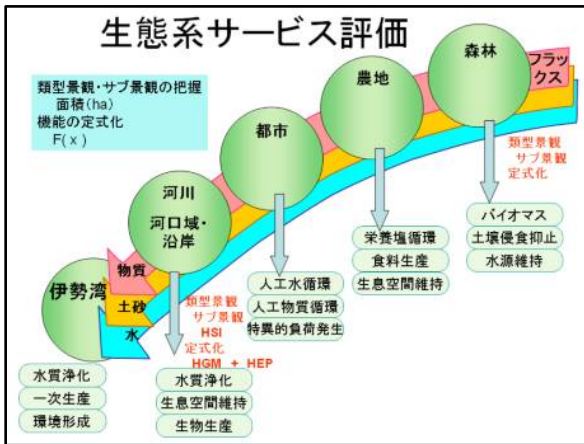 生態系サービス評価
類型景観・サブ景観の把握
面積(ha)
機能の定式化
F(x)
森林
フラックス
農地
都市
河川
河口域・
沿岸
伊勢湾
物質
土砂
水
類型景観
サブ景観
定式化
バイオマス
土壌侵食抑止
水源維持
栄養塩循環
食料生産
生息空間維持
人工水循環
人工物質循環
特異的負荷発生
類型景観
サブ景観
HSI
定式化
HGM + HEP
水質浄化
生息空間維持
生物生産
水質浄化
一次生産
環境形成